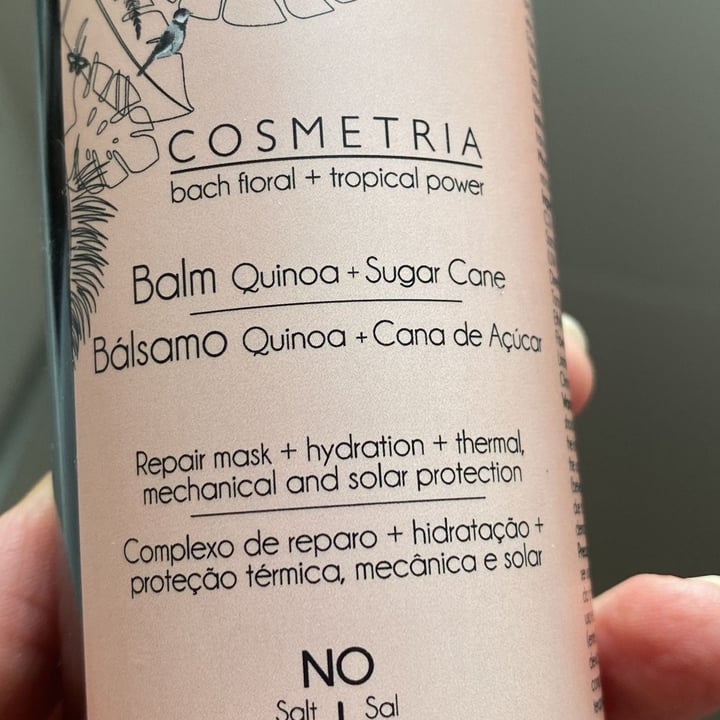 COSMETRIA
bach floral + tropical power
Balm Quinoa + Sugar Cane
Bálsamo Quinoa + Cana de Açúcar
Repair mask + hydration + thermal,
mechanical and solar protection
Complexo de reparo + hidratação +
proteção térmica, mecânica e solar
NO
Salt | Sal